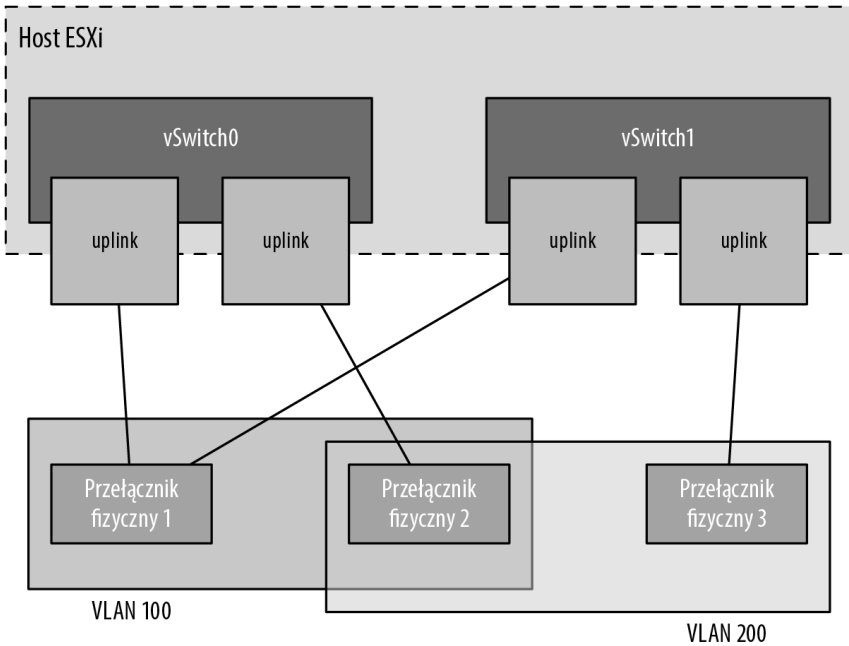 Host ESXi
vSwitch0
vSwitch1
uplink
uplink
uplink
uplink
Przełącznik
fizyczny 1
Przełącznik
fizyczny 2
Przełącznik
fizyczny 3
VLAN 100
VLAN 200